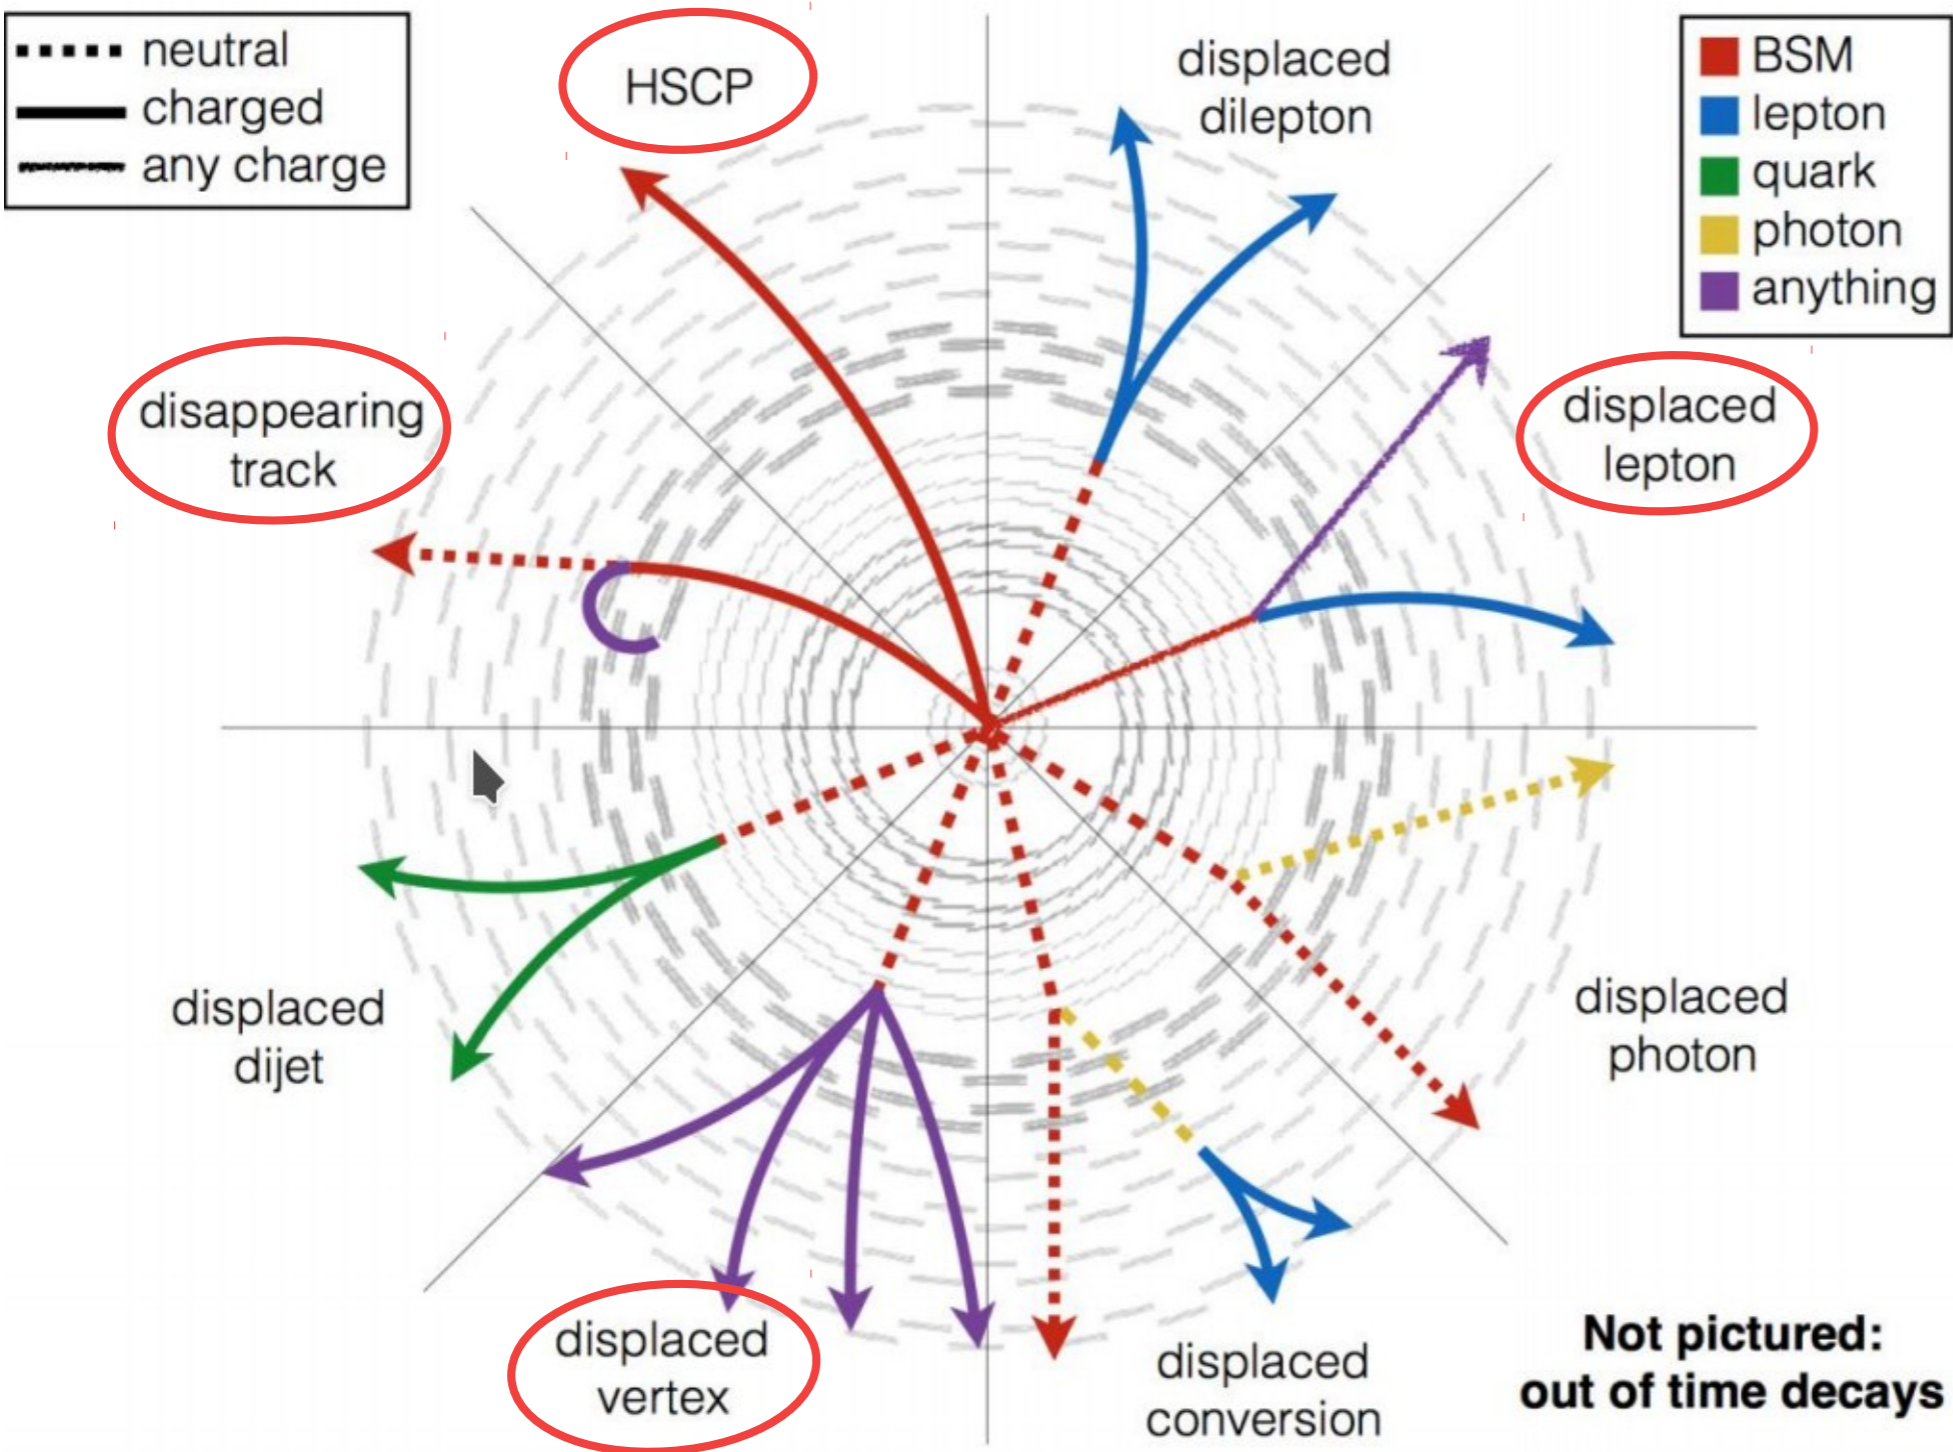 neutral
charged
any charge
HSCP
displaced
dilepton
BSM
lepton
quark
photon
anything
disappearing
track
displaced
lepton
displaced
dijet
displaced
photon
displaced
vertex
displaced
conversion
Not pictured:
out of time decays